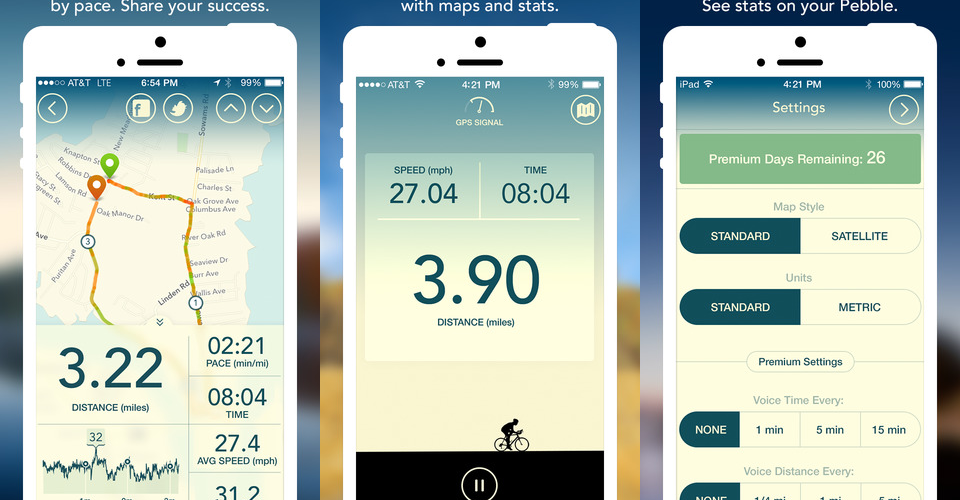 by pace. Share your success.
AT&T LTE 6:54 PM 99%
Sowams Rd
New Mea
Knapton St
Robbins Dr
Lamson Rd
Palisade Ln
Charles St
Kent St
Oak Grove Ave
Columbus Ave
Oak Manor Dr
River Oak Rd
Ave
3
Puritan Ave
Seaview Dr
Burr Ave
Linden Rd
Wallis Ave
1
3.22
DISTANCE (miles)
02:21
PACE (min/mi)
08:04
TIME
32
27.4
AVG SPEED (mph)
31.2
with maps and stats.
AT&T 4:21 PM 99%
GPS SIGNAL
SPEED (mph)
27.04
TIME
08:04
3.90
DISTANCE (miles)
See stats on your Pebble.
iPad 4:21 PM 100%
Settings
Premium Days Remaining: 26
Map Style
STANDARD SATELLITE
Units
STANDARD METRIC
Premium Settings
Voice Time Every:
NONE 1 min 5 min 15 min
Voice Distance Every:
NONE 1/4 mi 1 mi 5 mi